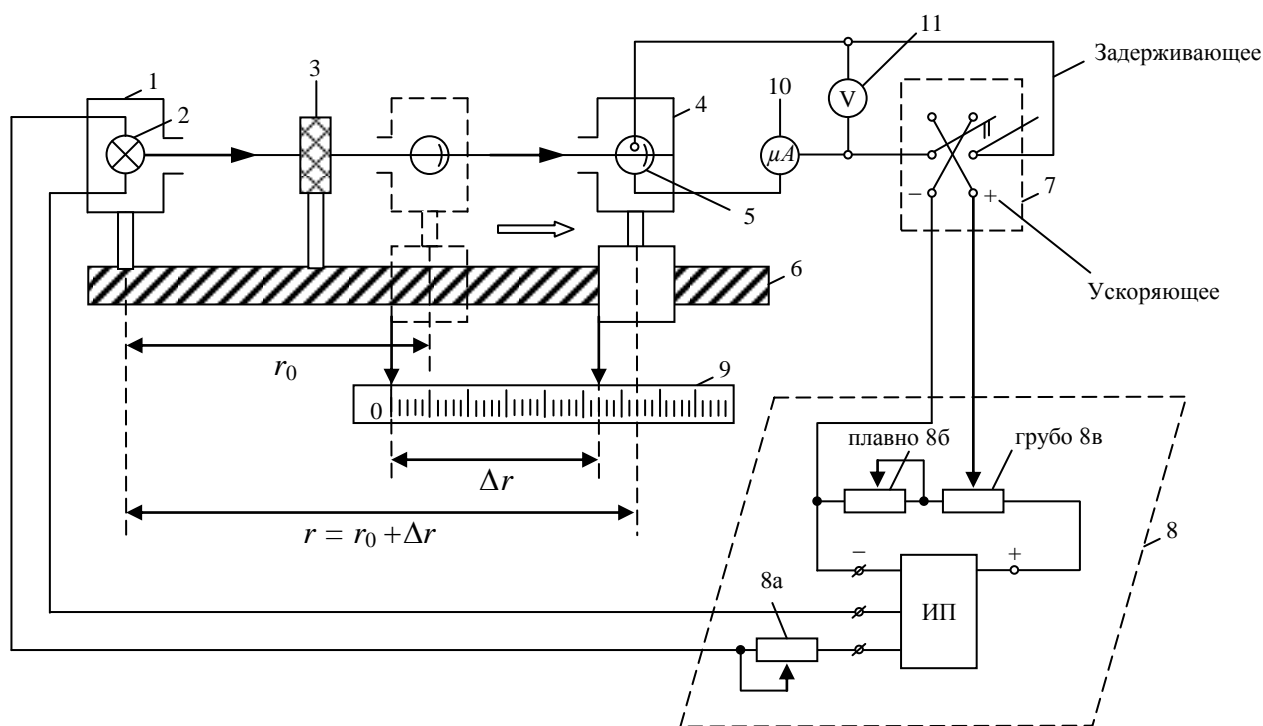 11
Задерживающее
1
2
3
10
4
V
μA
5
7
– +
6
Ускоряющее
r₀
9
0
плавно 8б
грубо 8в
Δr
r = r₀ + Δr
8
– +
8а
ИП